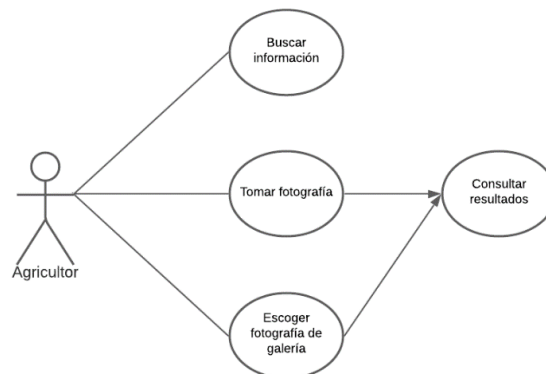 Buscar
información
Tomar fotografía
Consultar
resultados
Agricultor
Escoger
fotografía de
galería